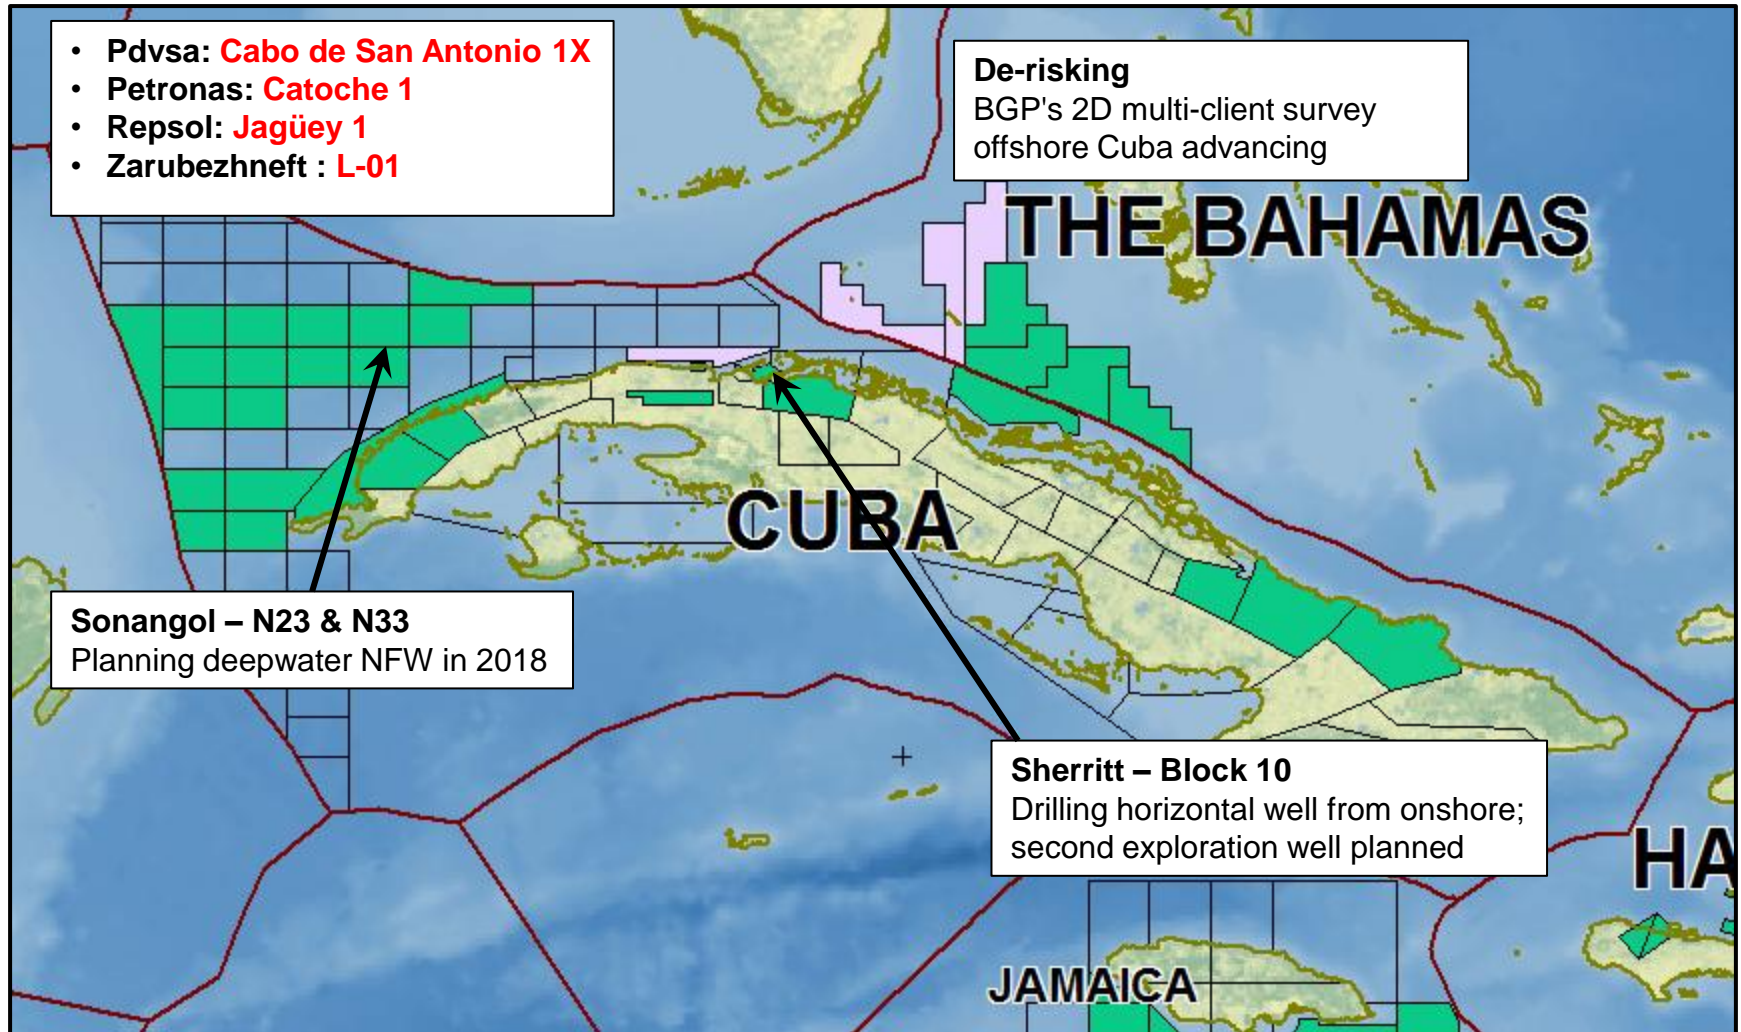 • Pdvsa: Cabo de San Antonio 1X
• Petronas: Catoche 1
• Repsol: Jagüey 1
• Zarubezhneft : L-01
De-risking
BGP's 2D multi-client survey
offshore Cuba advancing
THE BAHAMAS
CUBA
Sonangol – N23 & N33
Planning deepwater NFW in 2018
Sherritt – Block 10
Drilling horizontal well from onshore;
second exploration well planned
HA
JAMAICA